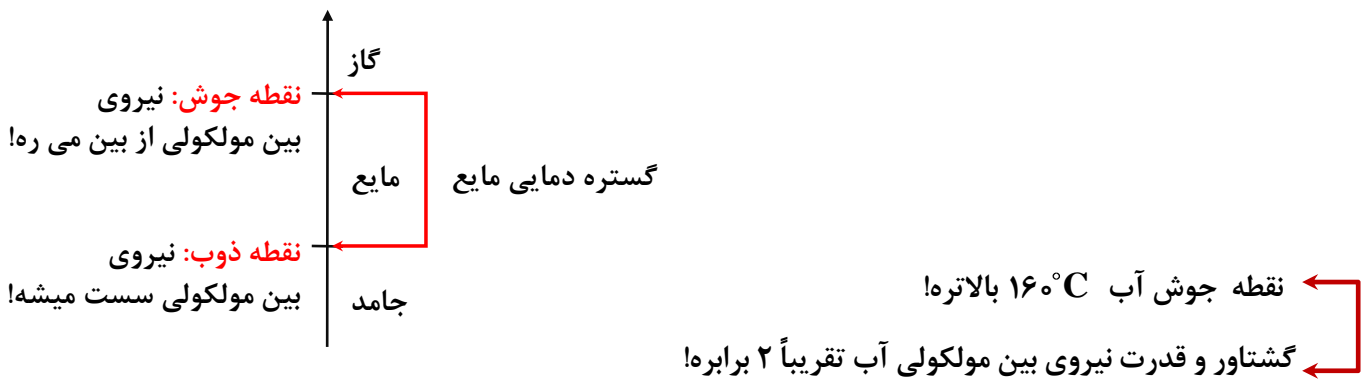 گاز
نقطه جوش: نیروی
بین مولکولی از بین می ره!
مایع
گستره دمایی مایع
نقطه ذوب: نیروی
بین مولکولی سست میشه!
جامد
نقطه جوش آب ۱۶۰°C بالاتره!
گشتاور و قدرت نیروی بین مولکولی آب تقریباً ۲ برابره!